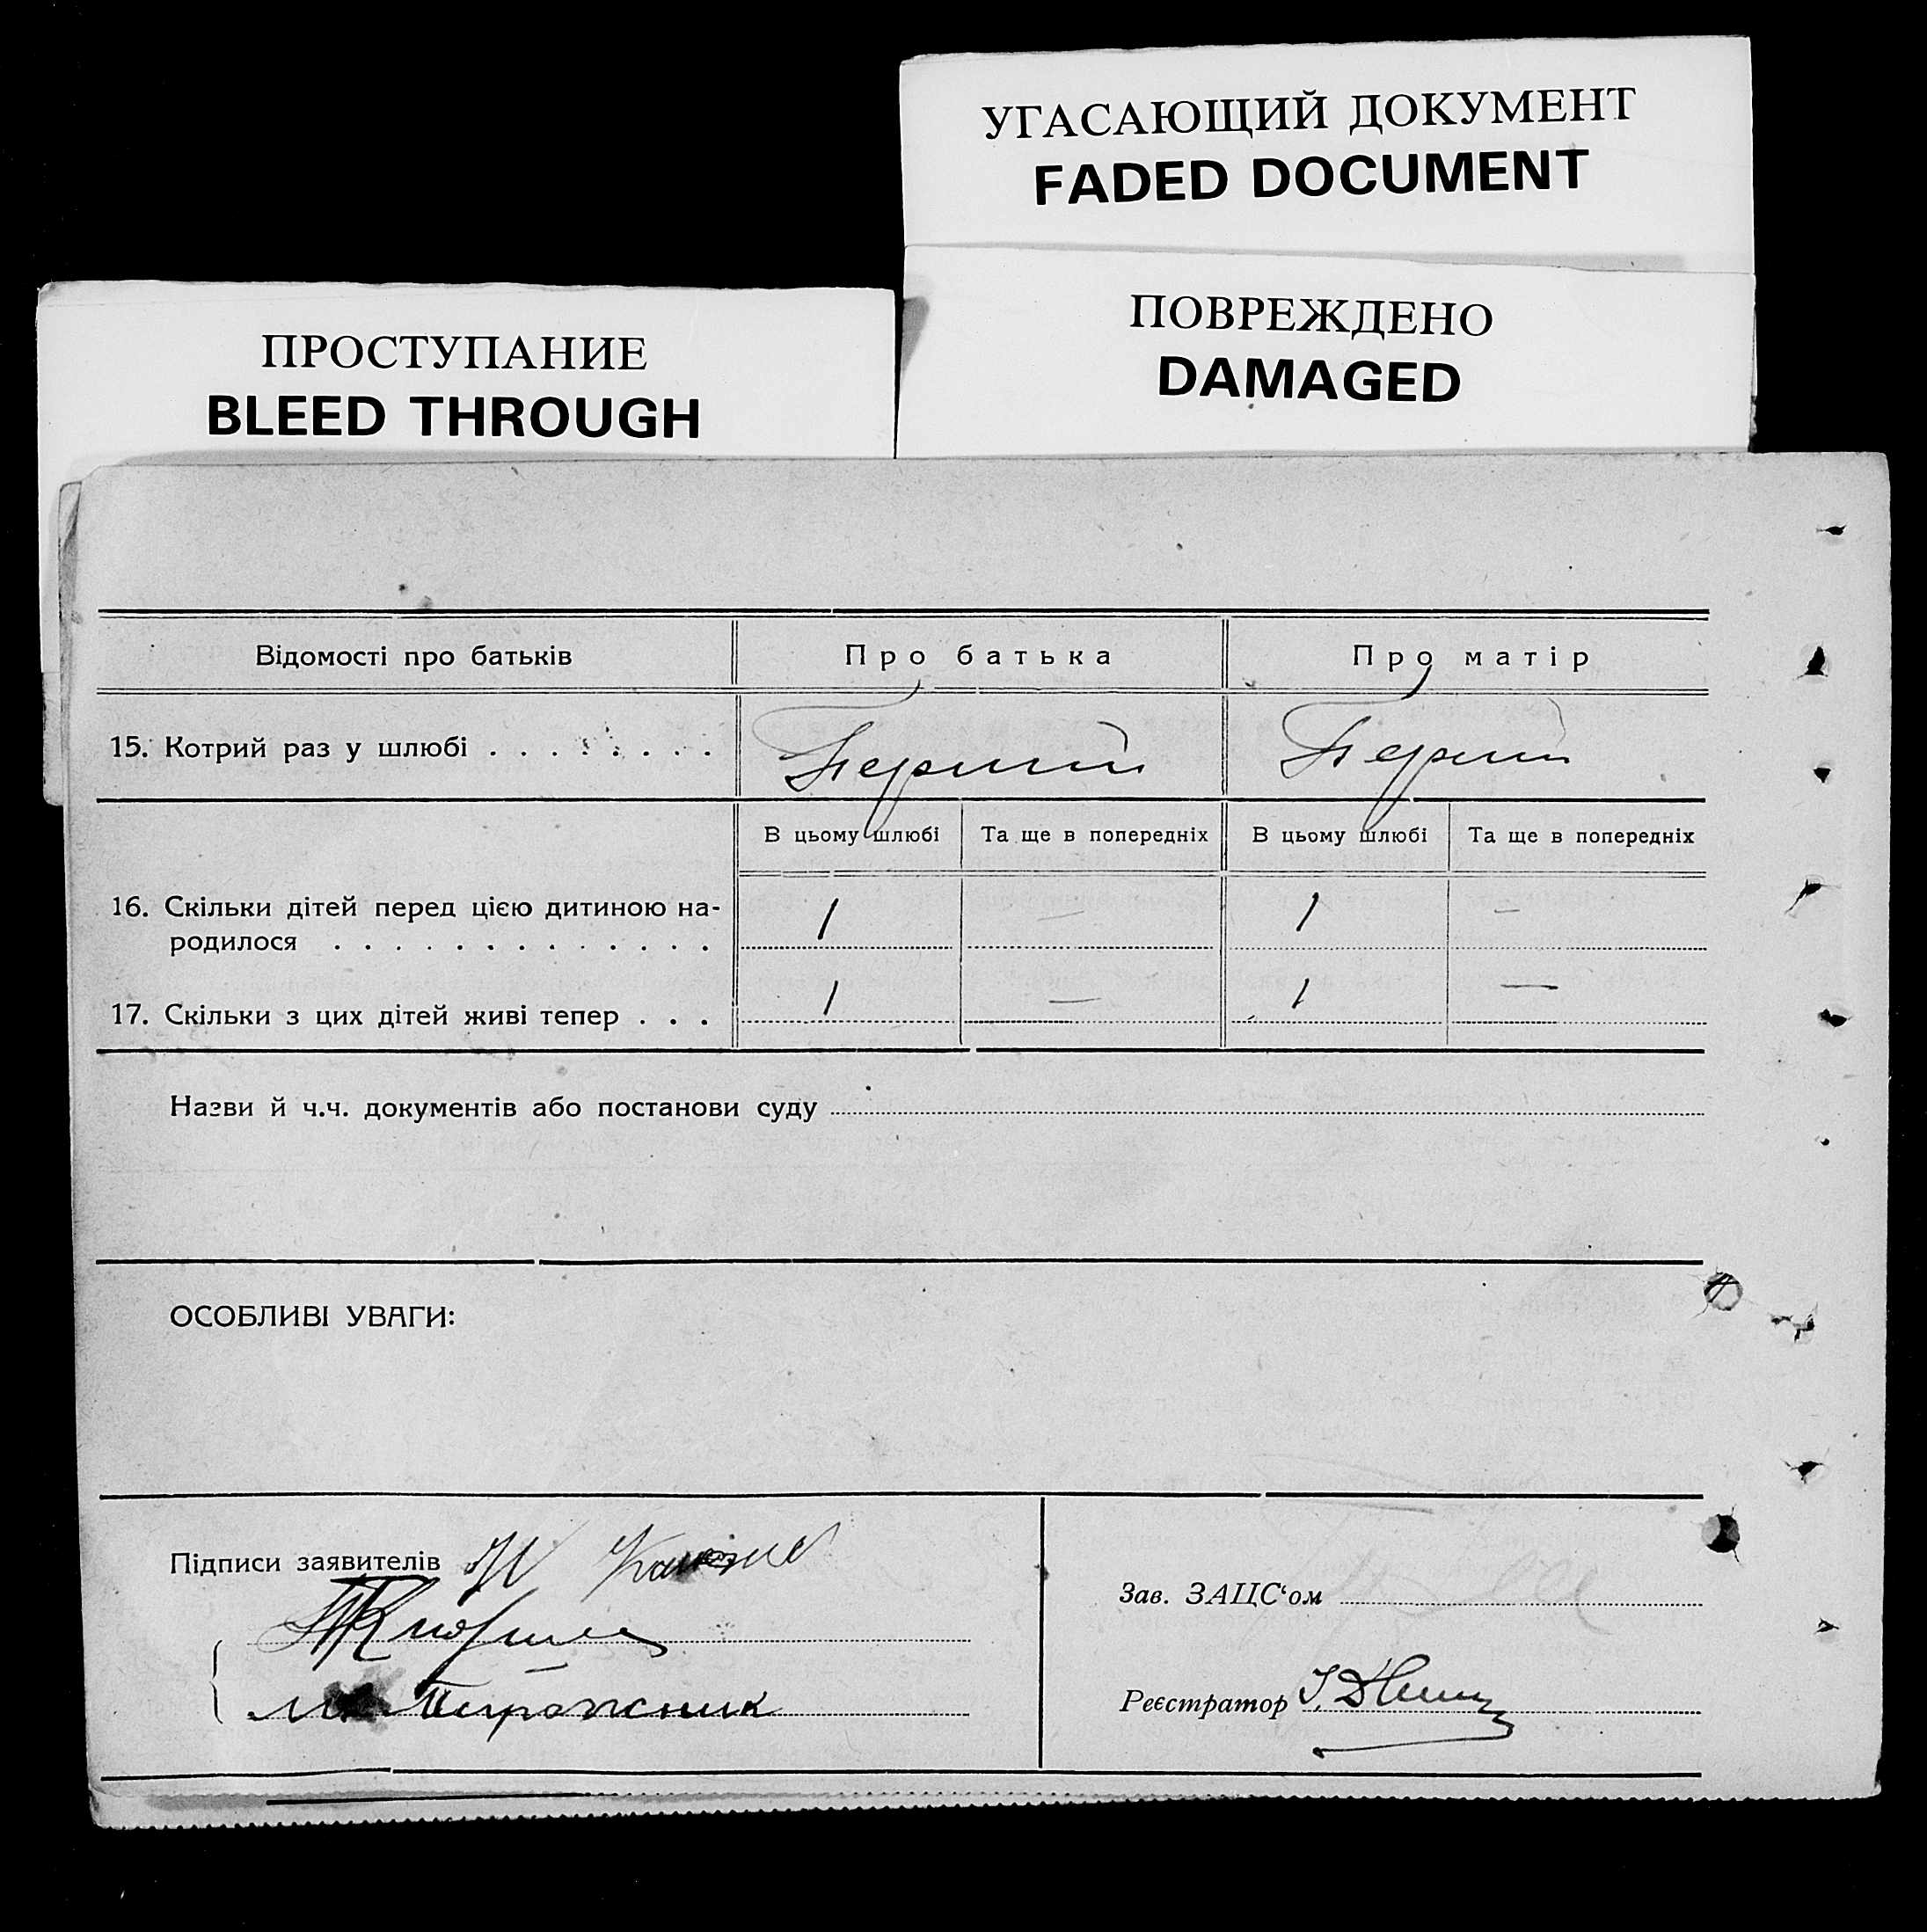 УГАСАЮЩИЙ ДОКУМЕНТ
FADED DOCUMENT
ПОВРЕЖДЕНО
DAMAGED
ПРОСТУПАНИЕ
BLEED THROUGH
Відомості про батьків Про батька Про матір
15. Котрий раз у шлюбі . . . . . . . . Перший Перший
В цьому шлюбі Та ще в попередніх В цьому шлюбі Та ще в попередніх
16. Скільки дітей перед цією дитиною на- 1 — 1 —
родилося . . . . . . . . . . . . .
17. Скільки з цих дітей живі тепер . . . 1 — 1 —
Назви й ч.ч. документів або постанови суду
ОСОБЛИВІ УВАГИ:
Підписи заявителів
Зав. ЗАЦС‘ом
Реєстратор